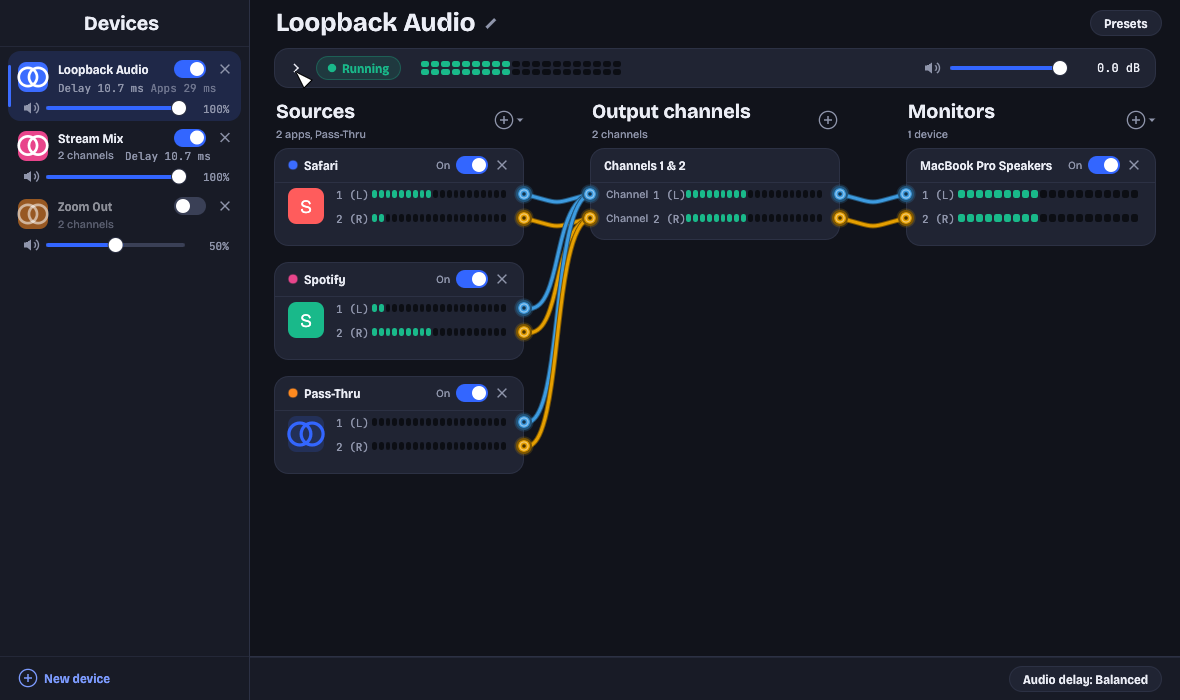 Devices
Loopback Audio
Delay 10.7 ms Apps 29 ms
100%
Stream Mix
2 channels Delay 10.7 ms
100%
Zoom Out
2 channels
50%
New device
Loopback Audio
Presets
Running
0.0 dB
Sources
2 apps, Pass-Thru
Safari On
S
1 (L)
2 (R)
Spotify On
S
1 (L)
2 (R)
Pass-Thru On
1 (L)
2 (R)
Output channels
2 channels
Channels 1 & 2
Channel 1 (L)
Channel 2 (R)
Monitors
1 device
MacBook Pro Speakers On
1 (L)
2 (R)
Audio delay: Balanced